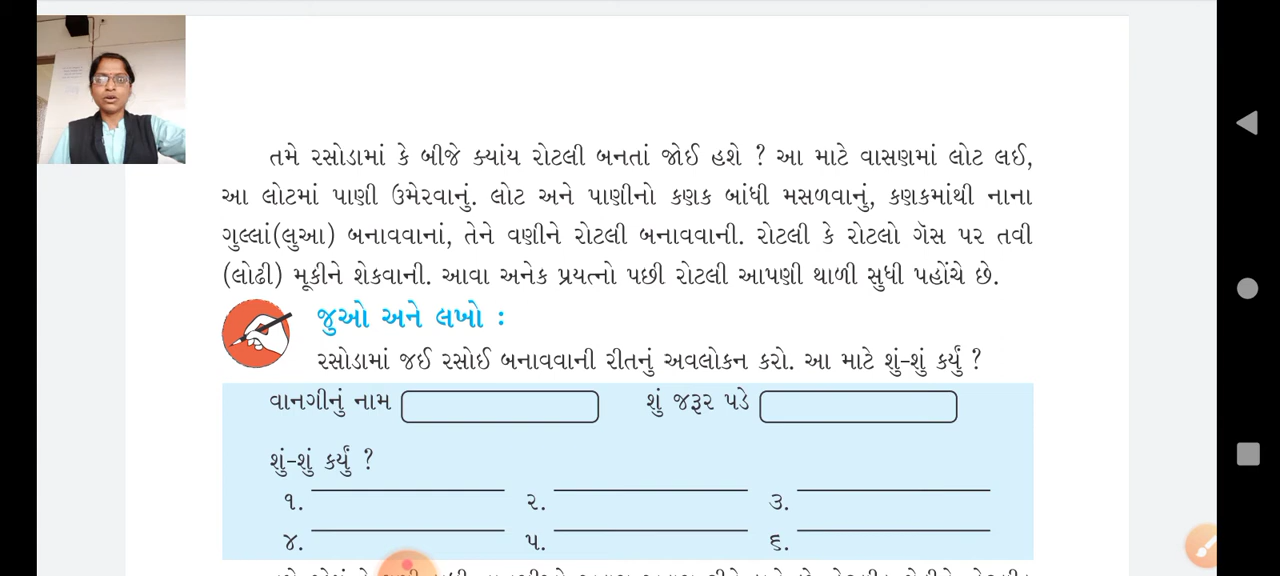 તમે રસોડામાં કે બીજે ક્યાંય રોટલી બનતાં જોઈ હશે ? આ માટે વાસણમાં લોટ લઈ,
આ લોટમાં પાણી ઉમેરવાનું. લોટ અને પાણીનો કણક બાંધી મસળવાનું, કણકમાંથી નાના
ગુલ્લાં(લુઆ) બનાવવાનાં, તેને વણીને રોટલી બનાવવાની. રોટલી કે રોટલો ગૅસ પર તવી
(લોઢી) મૂકીને શેકવાની. આવા અનેક પ્રયત્નો પછી રોટલી આપણી થાળી સુધી પહોંચે છે.
જુઓ અને લખો :
રસોડામાં જઈ રસોઈ બનાવવાની રીતનું અવલોકન કરો. આ માટે શું-શું કર્યું ?
વાનગીનું નામ શું જરૂર પડે
શું-શું કર્યું ?
૧. ૨. ૩.
૪. ૫. ૬.